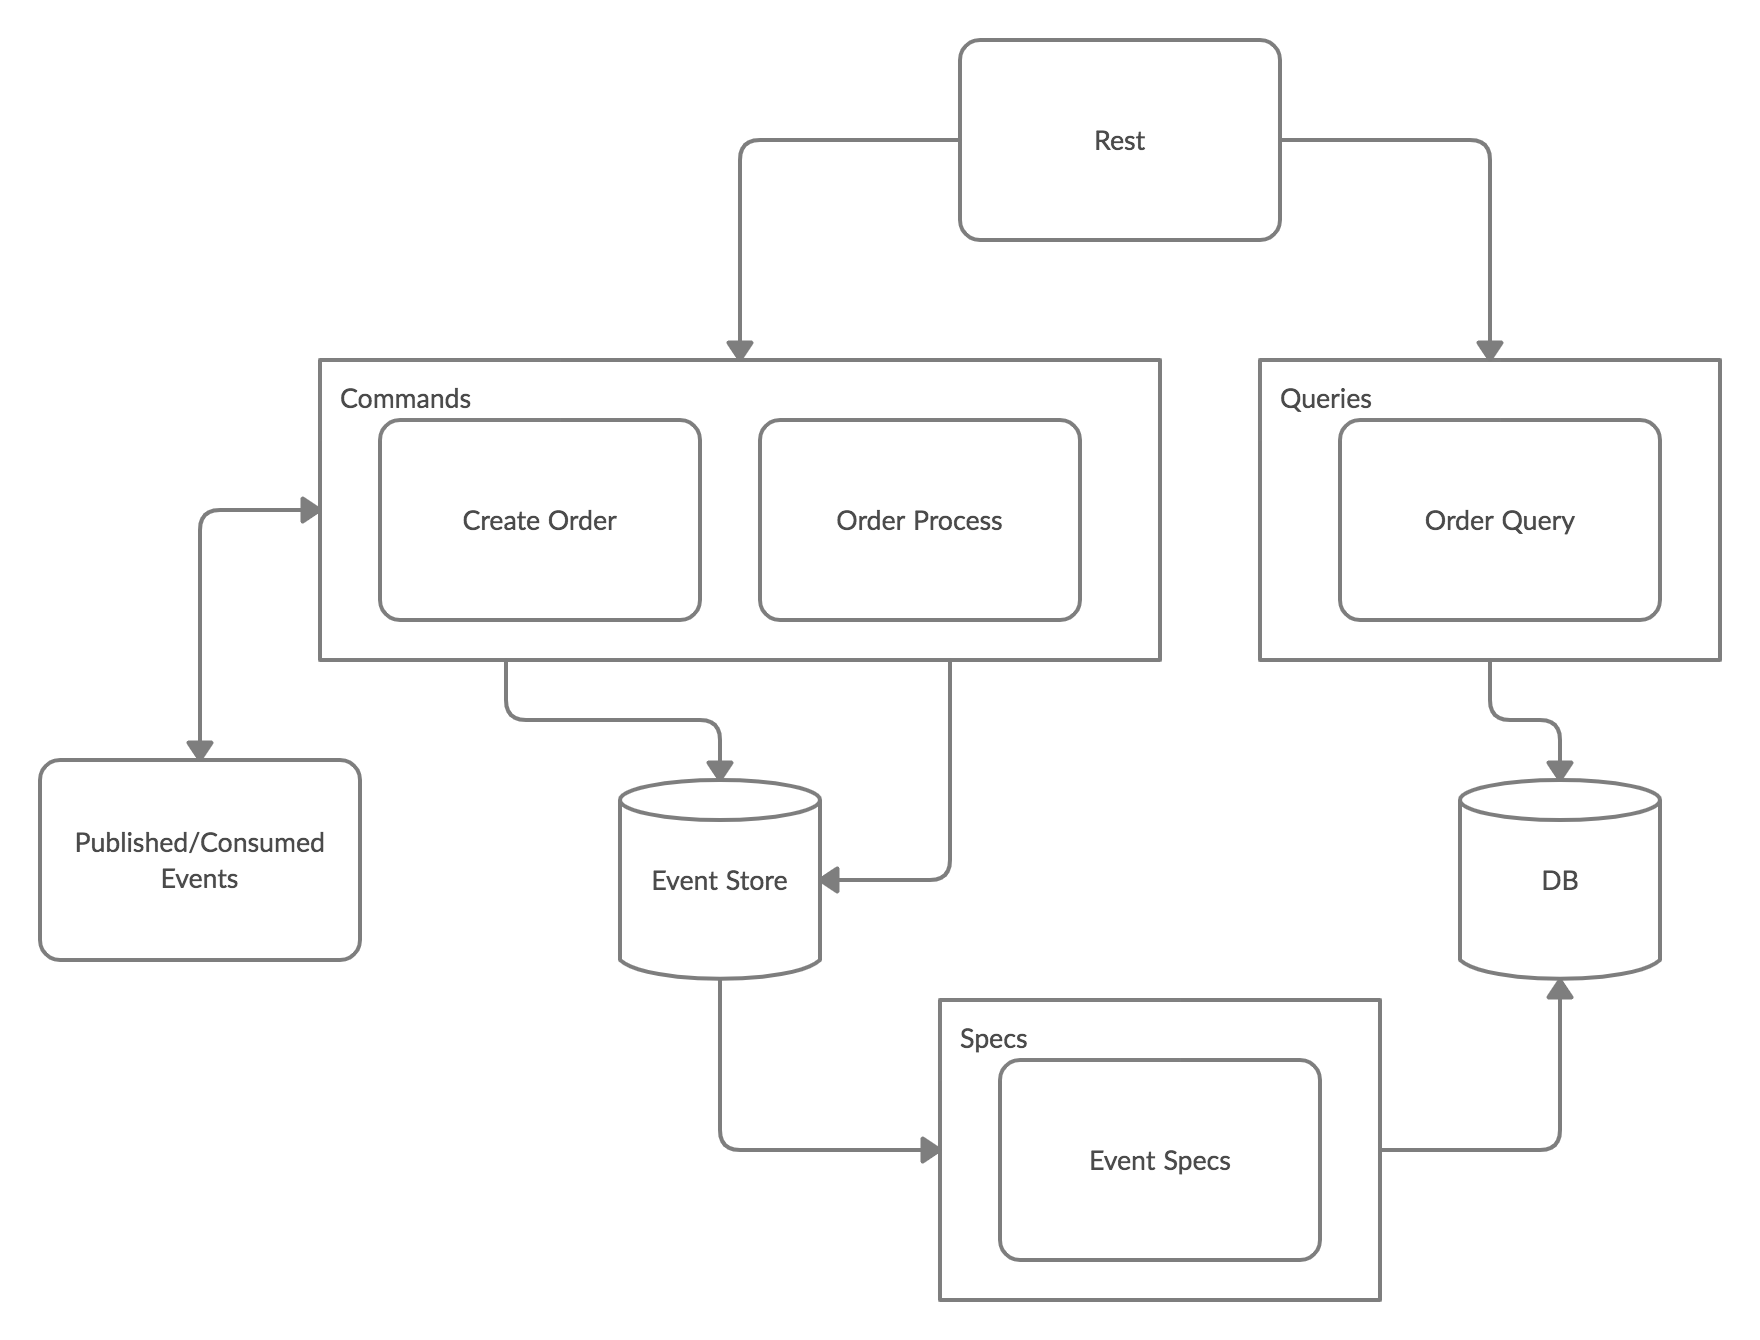 Rest
Commands
Create Order
Order Process
Queries
Order Query
Published/Consumed
Events
Event Store
DB
Specs
Event Specs